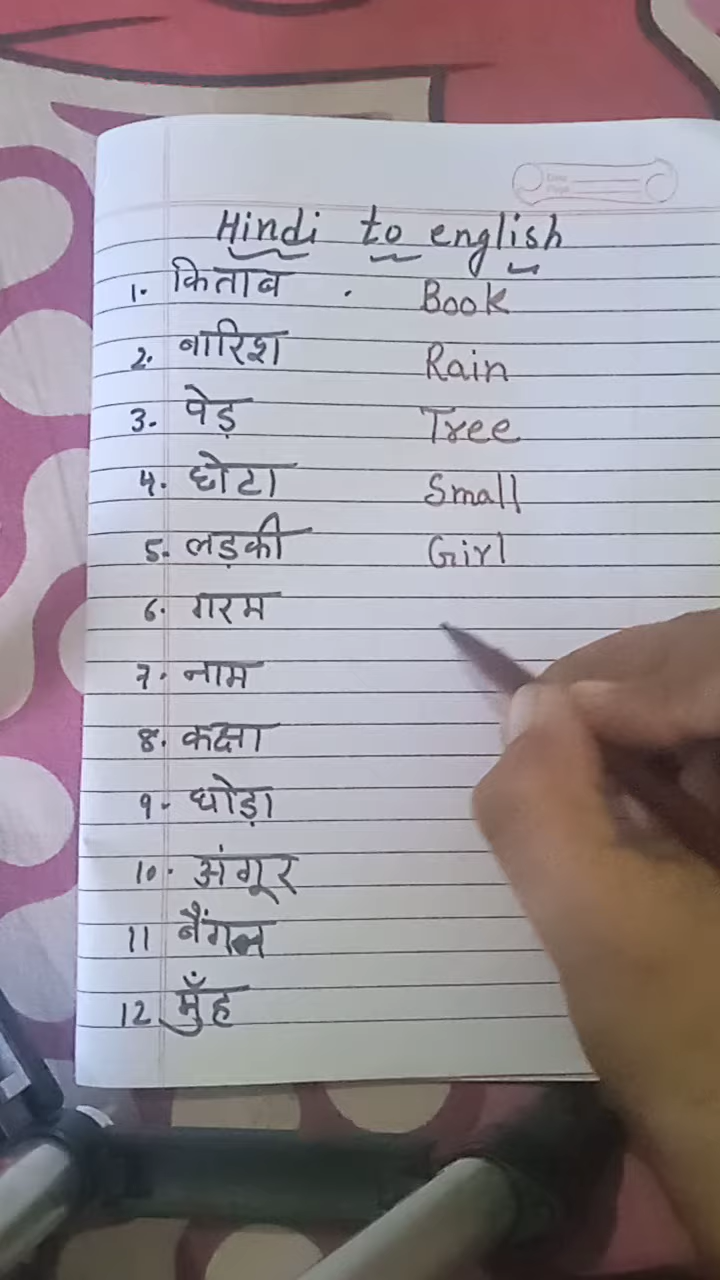 Hindi to english
1. किताब . Book
2. बारिश Rain
3. पेड़ Tree
4. छोटा Small
5. लड़की Girl
6. गरम
7. नाम
8. कक्षा
9. घोड़ा
10. अंगूर
11 बैंगल
12 मुँह